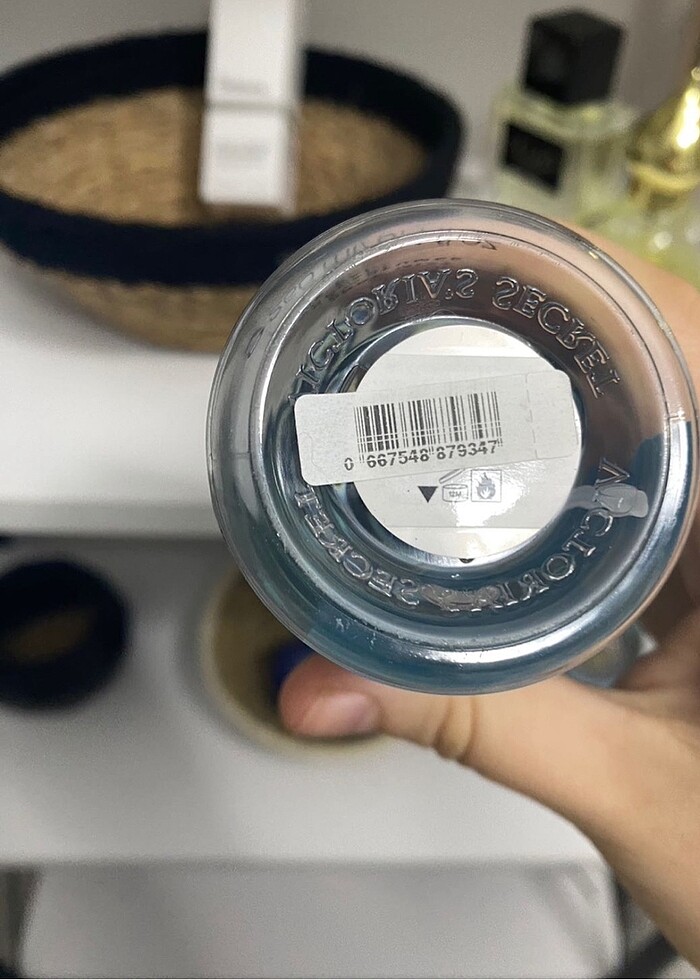 VICTORIA'S SECRET
0 667548 879347
12M
VICTORIA'S SECRET